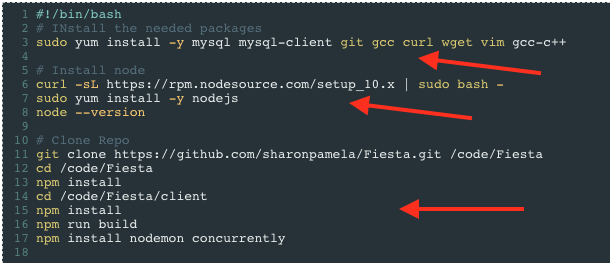 1 #!/bin/bash
2 # INstall the needed packages
3 sudo yum install -y mysql mysql-client git gcc curl wget vim gcc-c++
4
5 # Install node
6 curl -sL https://rpm.nodesource.com/setup_10.x | sudo bash -
7 sudo yum install -y nodejs
8 node --version
9
10 # Clone Repo
11 git clone https://github.com/sharonpamela/Fiesta.git /code/Fiesta
12 cd /code/Fiesta
13 npm install
14 cd /code/Fiesta/client
15 npm install
16 npm run build
17 npm install nodemon concurrently
18